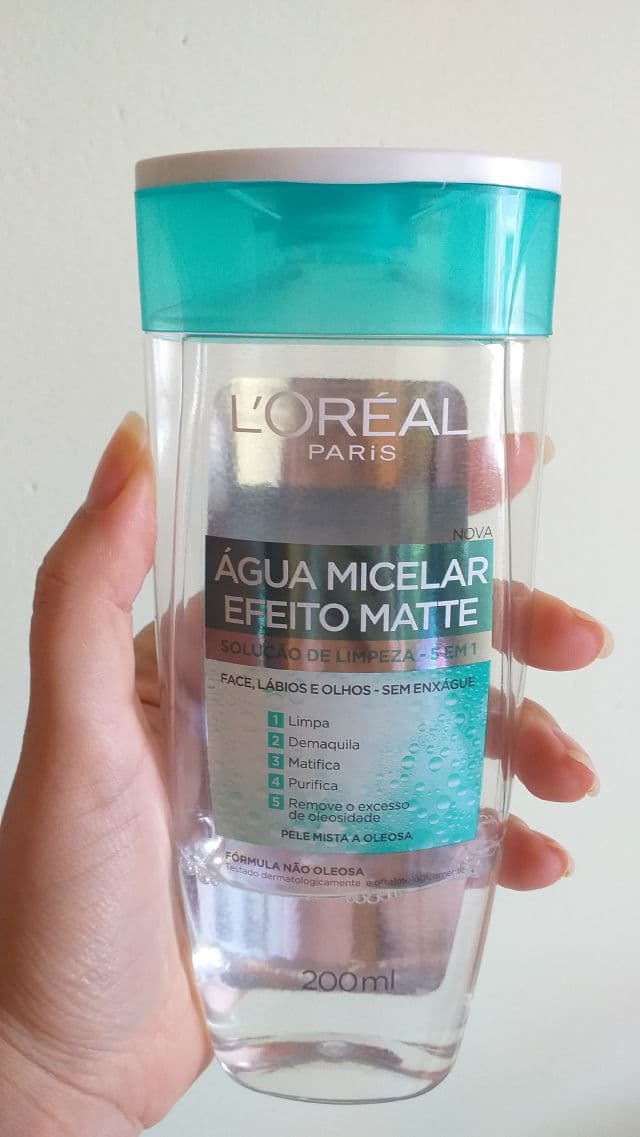 L'ORÉAL
PARiS
NOVA
ÁGUA MICELAR
EFEITO MATTE
SOLUÇÃO DE LIMPEZA - 5 EM 1
FACE, LÁBIOS E OLHOS - SEM ENXÁGUE
1 Limpa
2 Demaquila
3 Matifica
4 Purifica
5 Remove o excesso
de oleosidade
PELE MISTA A OLEOSA
FÓRMULA NÃO OLEOSA
Testado dermatologicamente e oftalmologicamente
200ml